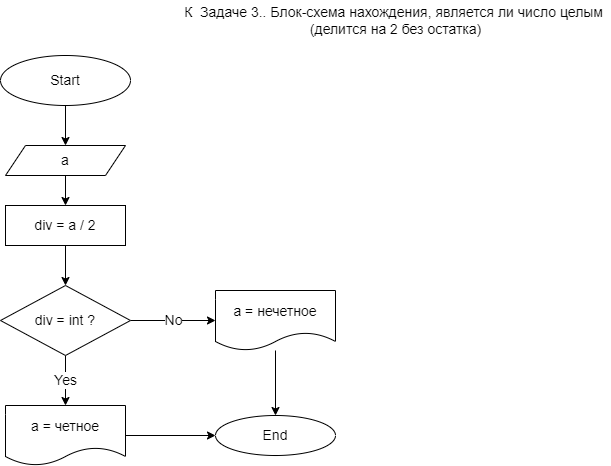 К Задаче 3.. Блок-схема нахождения, является ли число целым
(делится на 2 без остатка)
Start
a
div = a / 2
div = int ?
No
a = нечетное
Yes
a = четное
End